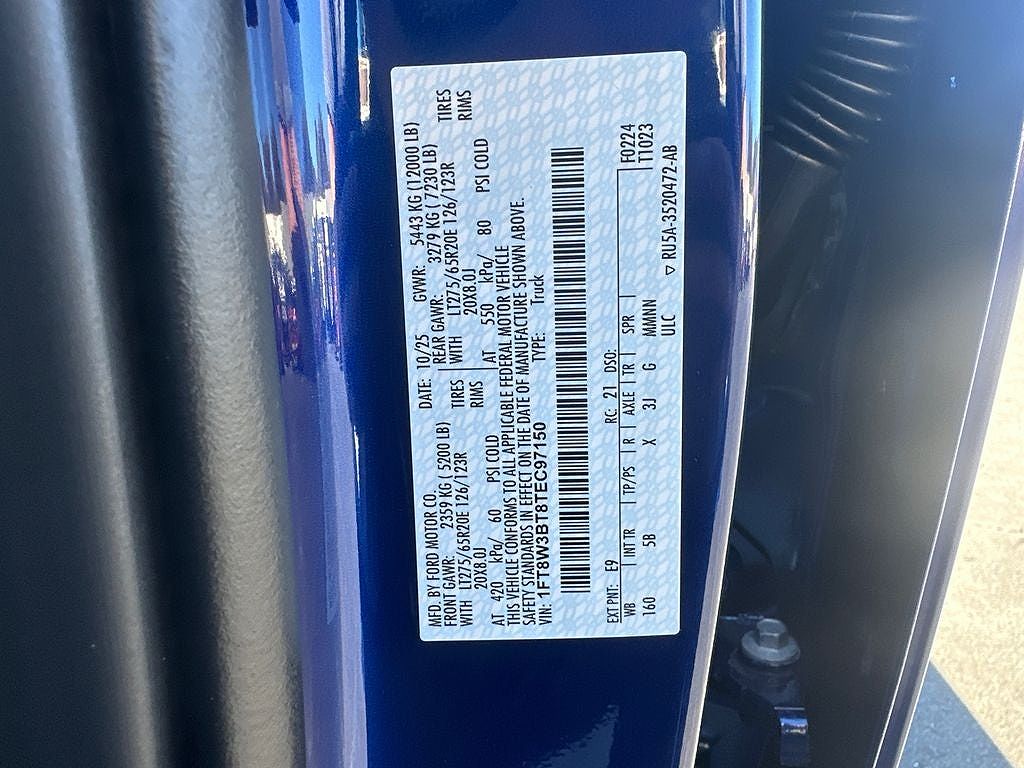 MFD. BY FORD MOTOR CO.
DATE: 10/25 GVWR: 5443 KG (12000 LB)
FRONT GAWR: 2359 KG (5200 LB)
REAR GAWR: 3279 KG (7230 LB)
WITH LT275/65R20E 126/123R TIRES
WITH LT275/65R20E 126/123R TIRES
20X8.0J RIMS
20X8.0J RIMS
AT 420 kPa/ 60 PSI COLD
AT 550 kPa/ 80 PSI COLD
THIS VEHICLE CONFORMS TO ALL APPLICABLE FEDERAL MOTOR VEHICLE
SAFETY STANDARDS IN EFFECT ON THE DATE OF MANUFACTURE SHOWN ABOVE.
VIN: 1FT8W3BT8TEC97150 TYPE: Truck
EXT PNT: E9 RC: 21 DSO: F0224
WB INT TR TP/PS R AXLE TR SPR T1023
160 5B X 3J G MMNN
ULC ▽ RU5A-3520472-AB